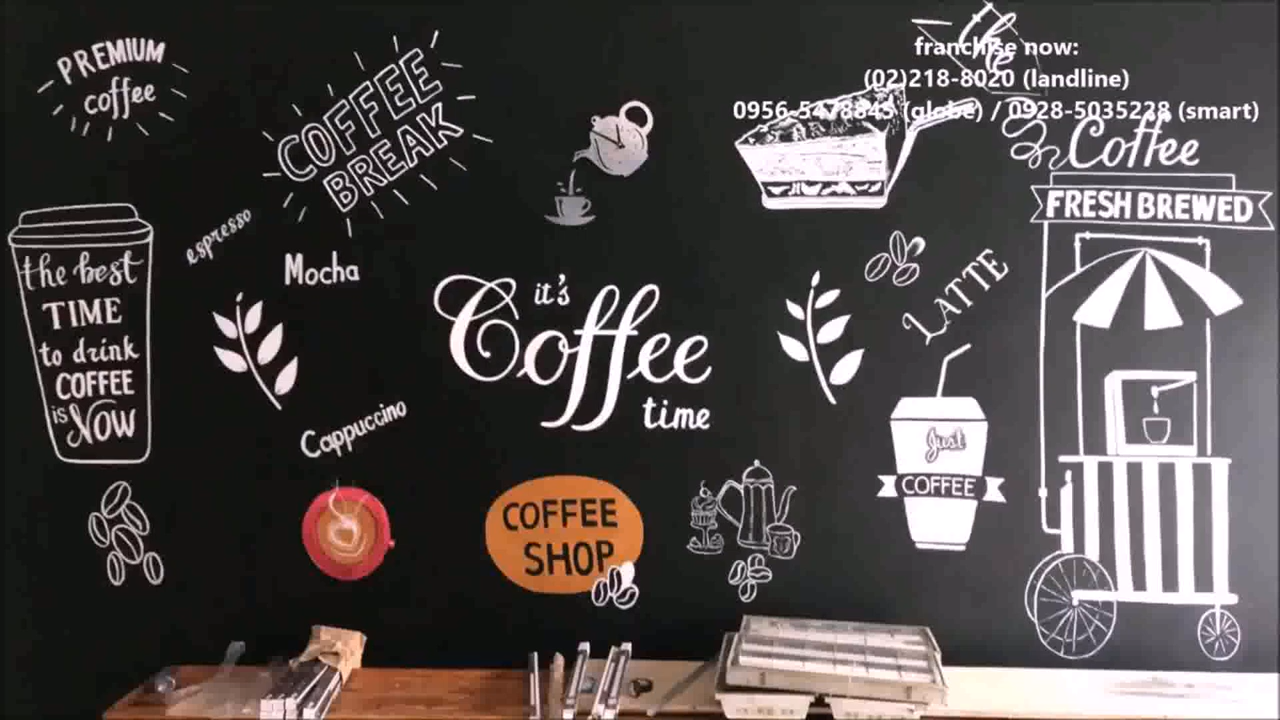 franchise now:
(02)218-8020 (landline)
0956-5478845 (globe) / 0928-5035228 (smart)
PREMIUM
coffee
COFFEE
BREAK
the
Coffee
FRESH BREWED
the best
TIME
to drink
COFFEE
is NOW
espresso
Mocha
it's
Coffee
time
LATTE
Cappuccino
Just
COFFEE
COFFEE
SHOP